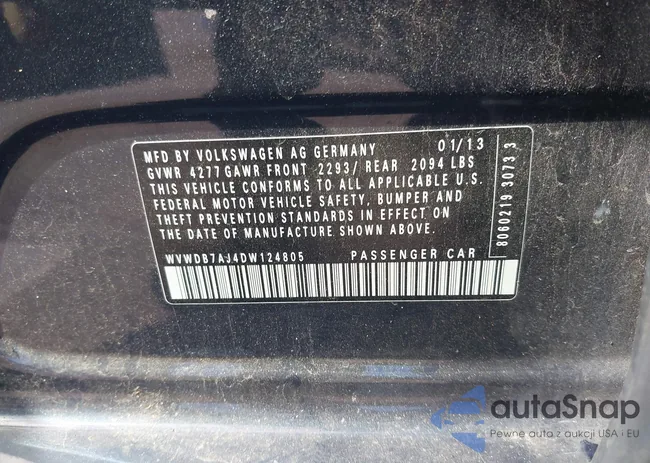 MFD BY VOLKSWAGEN AG GERMANY 01/13
GVWR 4277 GAWR FRONT 2293/ REAR 2094 LBS
THIS VEHICLE CONFORMS TO ALL APPLICABLE U.S.
FEDERAL MOTOR VEHICLE SAFETY, BUMPER AND
THEFT PREVENTION STANDARDS IN EFFECT ON
THE DATE OF MANUFACTURE SHOWN ABOVE.
WVWDB7AJ4DW124805 PASSENGER CAR
8060219 3073 3
autaSnap
Pewne auta z aukcji USA i EU